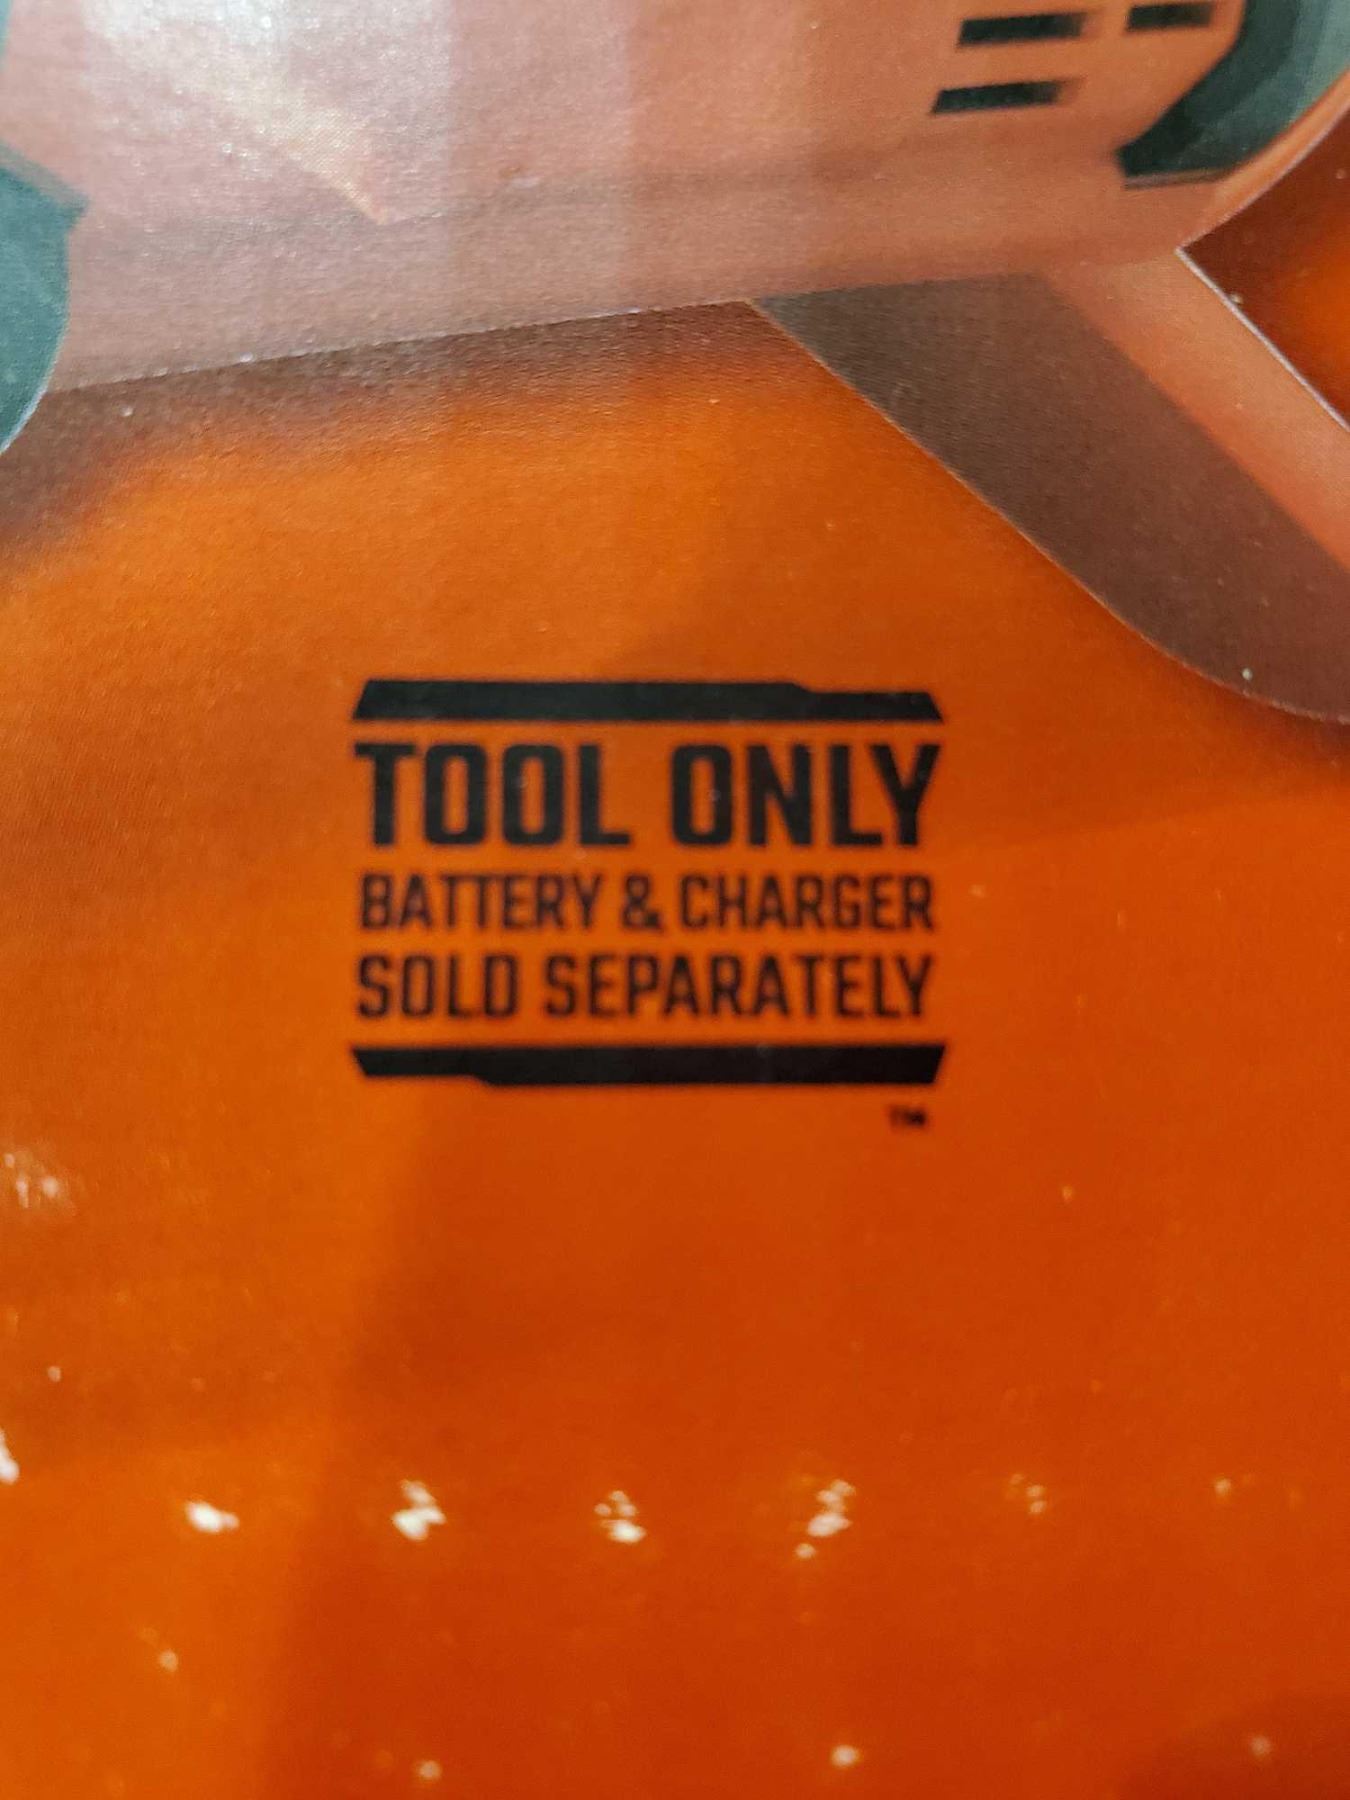 TOOL ONLY
BATTERY & CHARGER
SOLD SEPARATELY
™